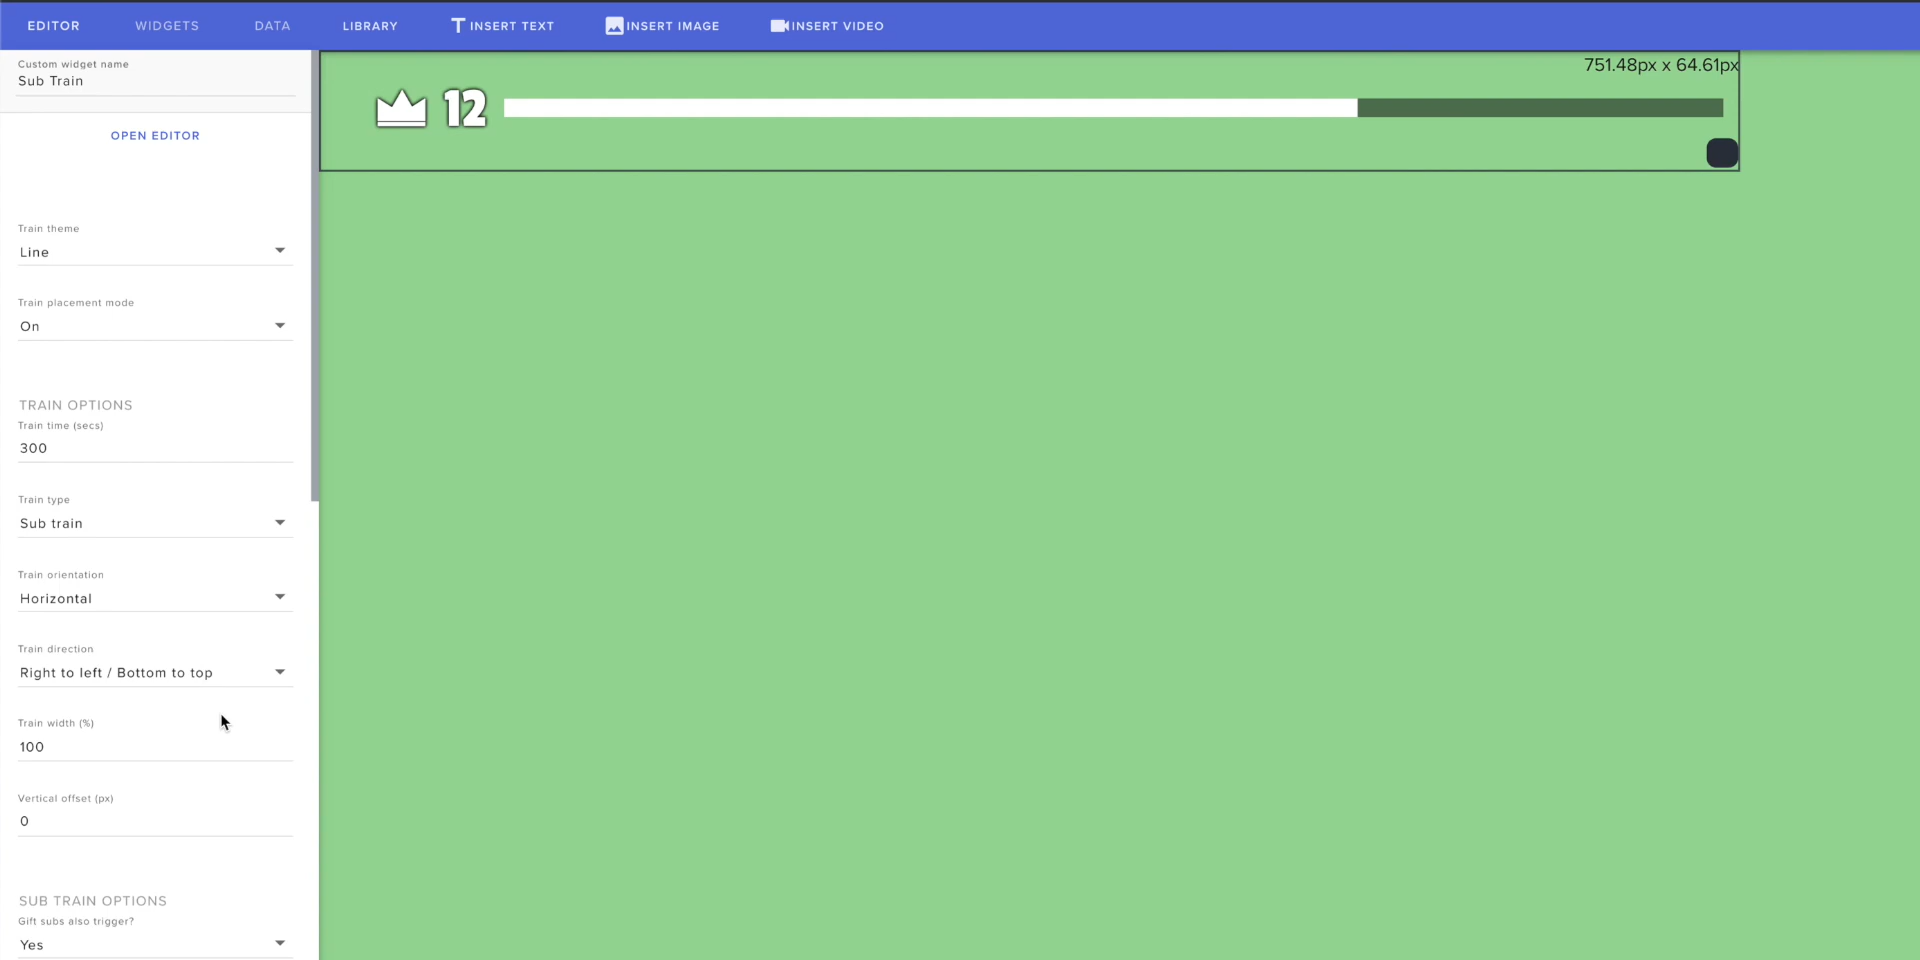 EDITOR WIDGETS DATA LIBRARY INSERT TEXT INSERT IMAGE INSERT VIDEO
Custom widget name
Sub Train
OPEN EDITOR
Train theme
Line
Train placement mode
On
TRAIN OPTIONS
Train time (secs)
300
Train type
Sub train
Train orientation
Horizontal
Train direction
Right to left / Bottom to top
Train width (%)
100
Vertical offset (px)
0
SUB TRAIN OPTIONS
Gift subs also trigger?
Yes
751.48px x 64.61px
12